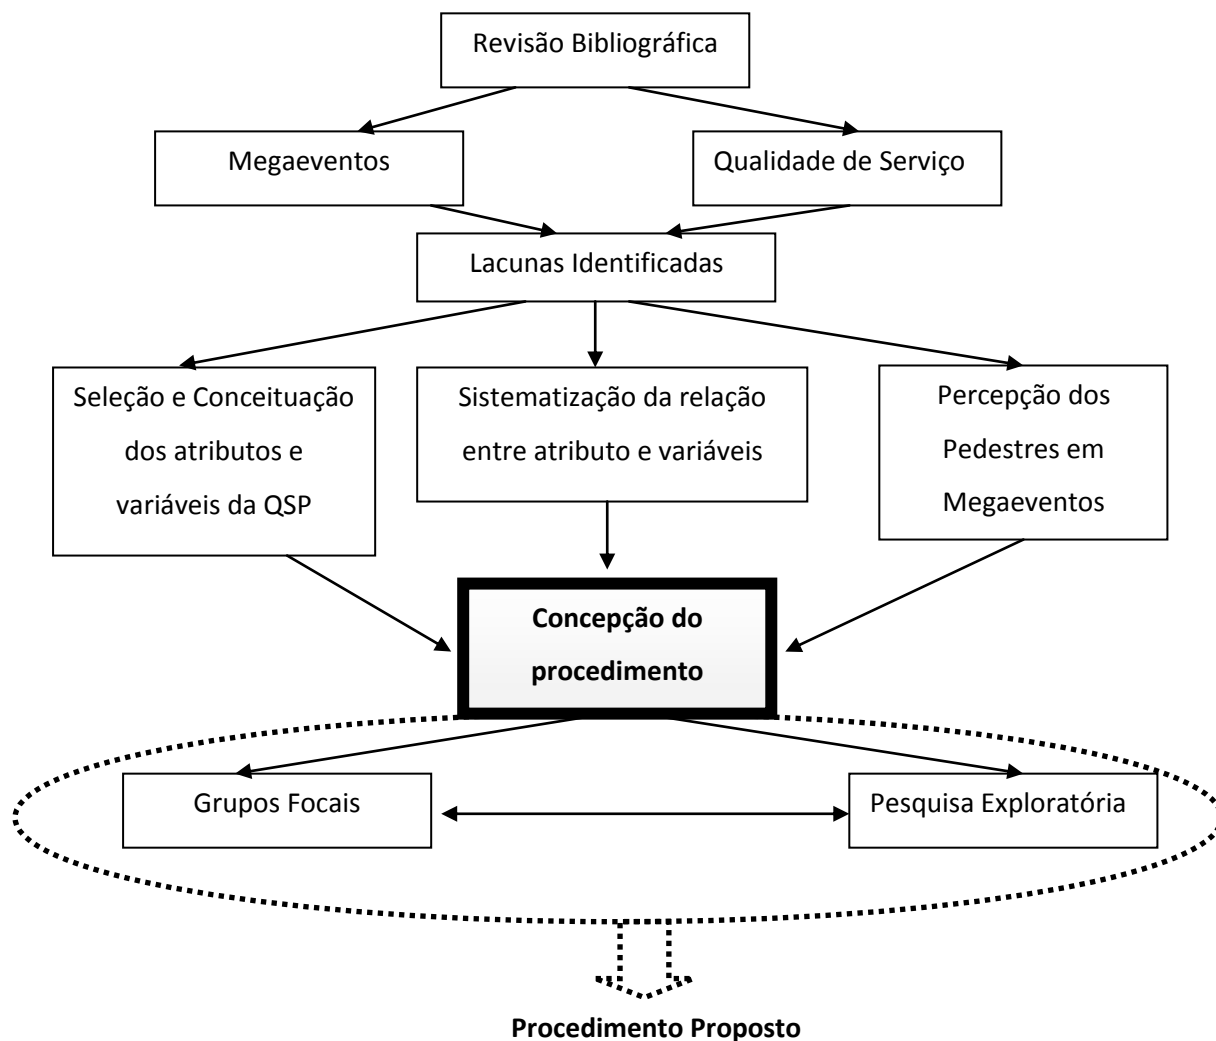 Revisão Bibliográfica
Megaeventos
Qualidade de Serviço
Lacunas Identificadas
Seleção e Conceituação
dos atributos e
variáveis da QSP
Sistematização da relação
entre atributo e variáveis
Percepção dos
Pedestres em
Megaeventos
Concepção do
procedimento
Grupos Focais
Pesquisa Exploratória
Procedimento Proposto